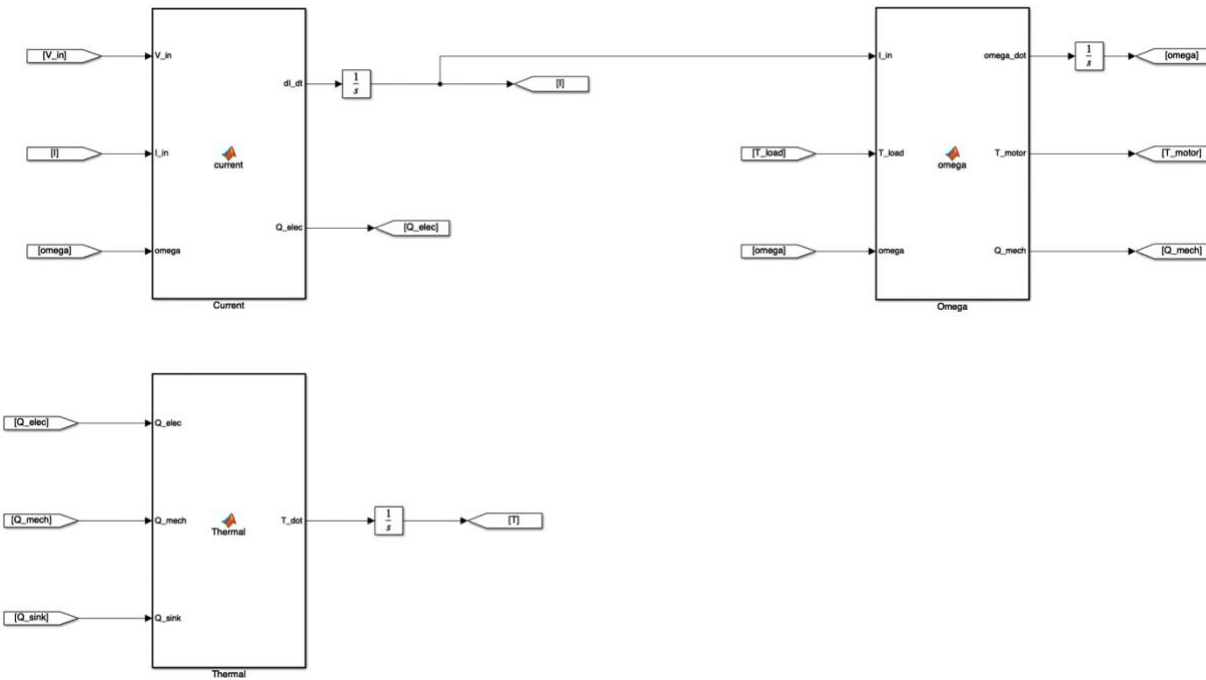 [V_in]
V_in
[I]
I_in
[omega]
omega
current
dI_dt
1
s
[I]
Q_elec
[Q_elec]
Current
I_in
[T_load]
T_load
[omega]
omega
omega
omega_dot
1
s
[omega]
T_motor
[T_motor]
Q_mech
[Q_mech]
Omega
[Q_elec]
Q_elec
[Q_mech]
Q_mech
[Q_sink]
Q_sink
Thermal
T_dot
1
s
[T]
Thermal